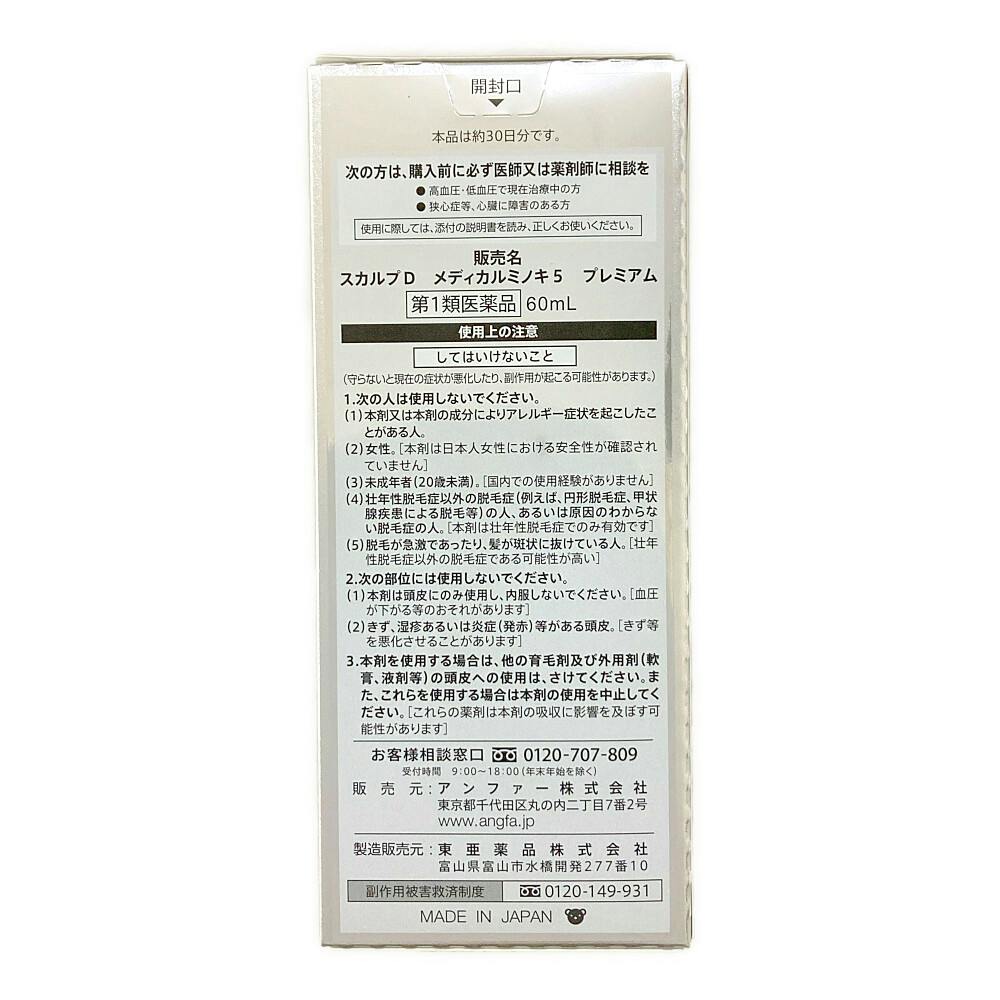 開封口
本品は約30日分です。
次の方は、購入前に必ず医師又は薬剤師に相談を
●高血圧・低血圧で現在治療中の方
●狭心症等、心臓に障害のある方
使用に際しては、添付の説明書を読み、正しくお使いください。
販売名
スカルプD メディカルミノキ5 プレミアム
第1類医薬品 60mL
使用上の注意
してはいけないこと
(守らないと現在の症状が悪化したり、副作用が起こる可能性があります。)
1.次の人は使用しないでください。
(1)本剤又は本剤の成分によりアレルギー症状を起こしたこ
とがある人。
(2)女性。[本剤は日本人女性における安全性が確認され
ていません]
(3)未成年者(20歳未満)。[国内での使用経験がありません]
(4)壮年性脱毛症以外の脱毛症(例えば、円形脱毛症、甲状
腺疾患による脱毛等)の人、あるいは原因のわからな
い脱毛症の人。[本剤は壮年性脱毛症でのみ有効です]
(5)脱毛が急激であったり、髪が斑状に抜けている人。[壮年
性脱毛症以外の脱毛症である可能性が高い]
2.次の部位には使用しないでください。
(1)本剤は頭皮にのみ使用し、内服しないでください。[血圧
が下がる等のおそれがあります]
(2)きず、湿疹あるいは炎症(発赤)等がある頭皮。[きず等
を悪化させることがあります]
3.本剤を使用する場合は、他の育毛剤及び外用剤(軟
膏、液剤等)の頭皮への使用は、さけてください。ま
た、これらを使用する場合は本剤の使用を中止してく
ださい。[これらの薬剤は本剤の吸収に影響を及ぼす可
能性があります]
お客様相談窓口 0120-707-809
受付時間 9:00〜18:00(年末年始を除く)
販売元:アンファー株式会社
東京都千代田区丸の内二丁目7番2号
www.angfa.jp
製造販売元:東亜薬品株式会社
富山県富山市水橋開発277番10
副作用被害救済制度 0120-149-931
MADE IN JAPAN